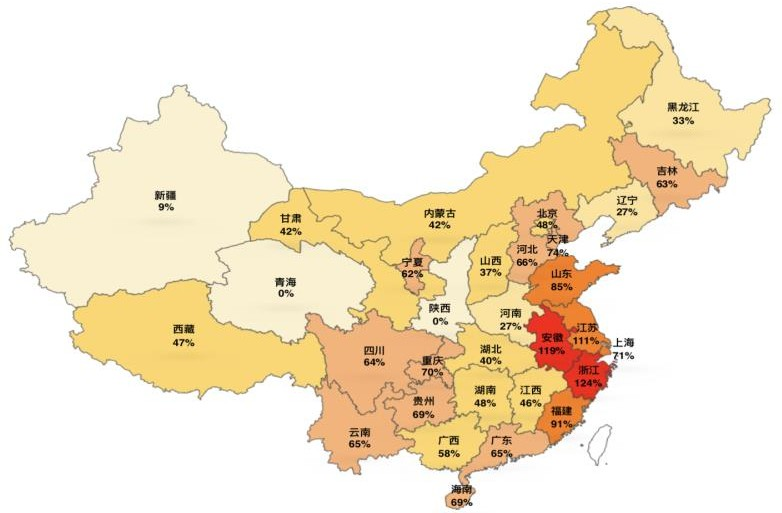 黑龙江
33%
吉林
63%
新疆
9%
辽宁
27%
内蒙古
42%
甘肃
42%
北京
48%
天津
74%
河北
66%
山西
37%
宁夏
62%
山东
85%
青海
0%
陕西
0%
河南
27%
西藏
47%
江苏
111%
安徽
119%
上海
71%
四川
64%
重庆
70%
湖北
40%
浙江
124%
湖南
48%
江西
46%
贵州
69%
福建
91%
云南
65%
广西
58%
广东
65%
海南
69%